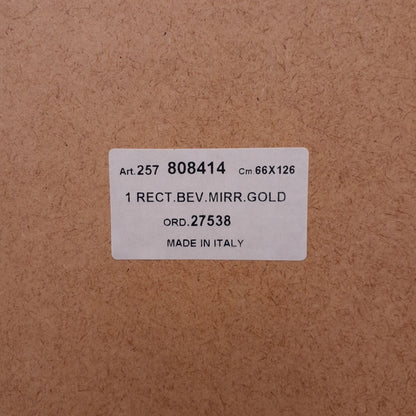 Art.257 808414 Cm 66X126
1 RECT.BEV.MIRR.GOLD
ORD.27538
MADE IN ITALY